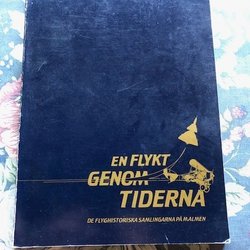 EN FLYKT
GENOM
TIDERNA
DE FLYGHISTORISKA SAMLINGARNA PÅ MALMEN